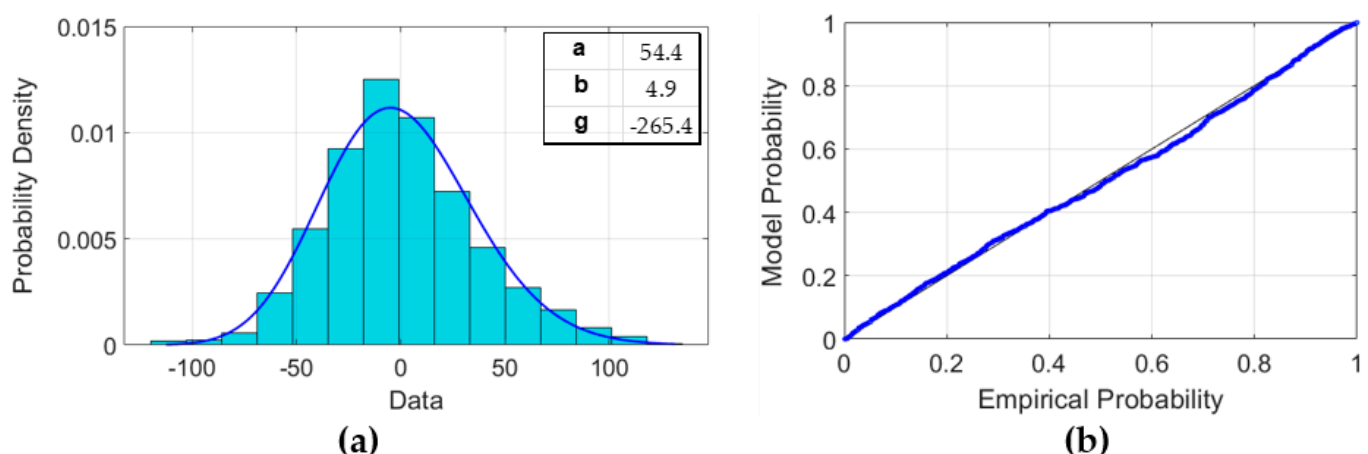 0.015
0.01
0.005
0
-100
-50
0
50
100
Probability Density
Data
a 54.4
b 4.9
g -265.4
(a)
1
0.8
0.6
0.4
0.2
0
0
0.2
0.4
0.6
0.8
1
Model Probability
Empirical Probability
(b)